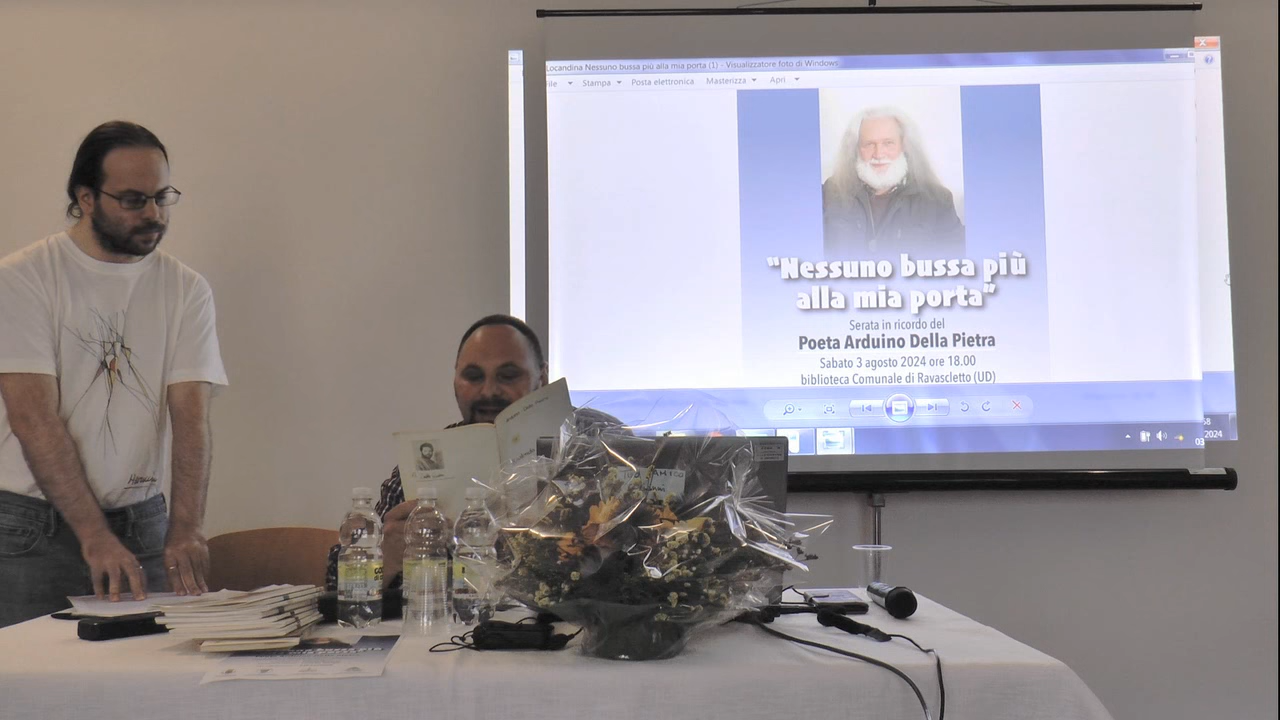 Locandina Nessuno bussa più alla mia porta (1) - Visualizzatore foto di Windows
Stampa Posta elettronica Masterizza Apri
"Nessuno bussa più
alla mia porta"
Serata in ricordo del
Poeta Arduino Della Pietra
Sabato 3 agosto 2024 ore 18.00
biblioteca Comunale di Ravascletto (UD)
2024